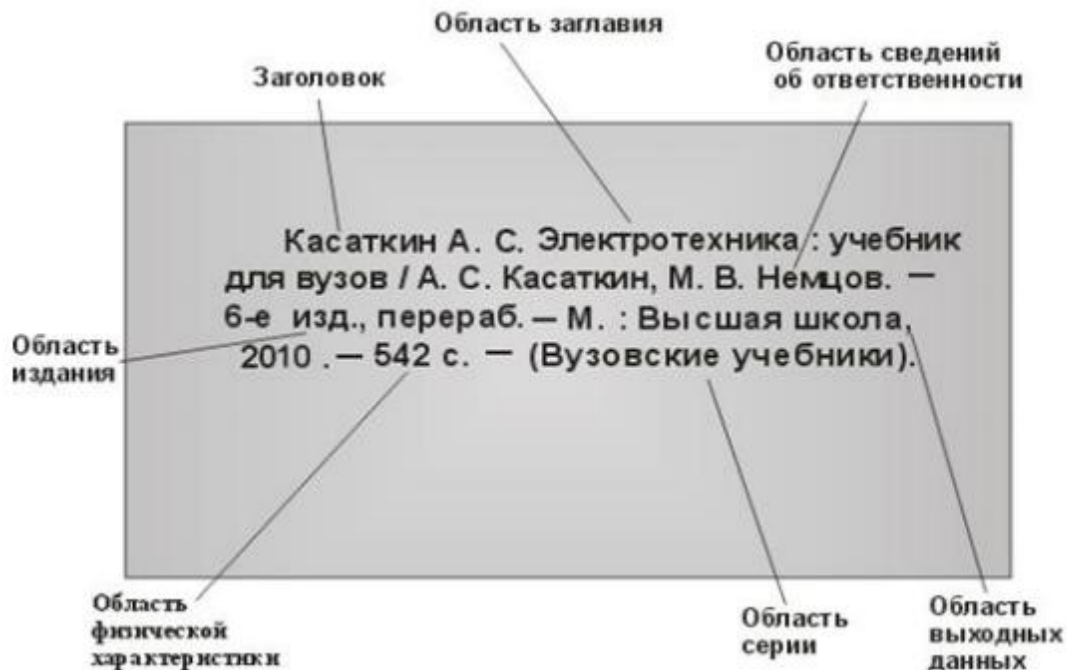 Область заглавия
Заголовок
Область сведений
об ответственности
Касаткин А. С. Электротехника : учебник
для вузов / А. С. Касаткин, М. В. Немцов. —
6-е изд., перераб. — М. : Высшая школа,
2010 .— 542 с. — (Вузовские учебники).
Область
издания
Область
физической
характеристики
Область
серии
Область
выходных
данных